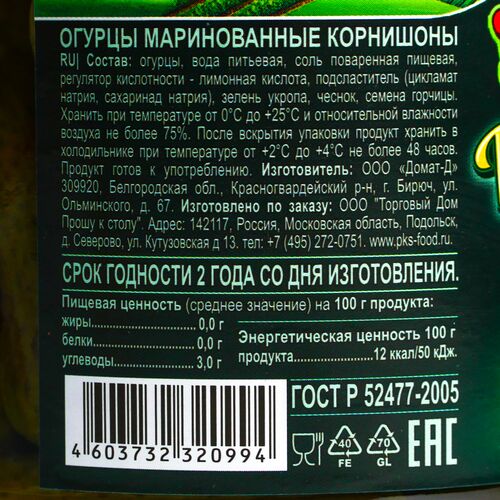 ОГУРЦЫ МАРИНОВАННЫЕ КОРНИШОНЫ
RU| Состав: огурцы, вода питьевая, соль поваренная пищевая,
регулятор кислотности - лимонная кислота, подсластитель (цикламат
натрия, сахаринад натрия), зелень укропа, чеснок, семена горчицы.
Хранить при температуре от 0°С до +25°С и относительной влажности
воздуха не более 75%. После вскрытия упаковки продукт хранить в
холодильнике при температуре от +2°С до +4°С не более 48 часов.
Продукт готов к употреблению. Изготовитель: ООО «Домат-Д»
309920, Белгородская обл., Красногвардейский р-н, г. Бирюч, ул.
Ольминского, д. 67. Изготовлено по заказу: ООО "Торговый Дом
Прошу к столу". Адрес: 142117, Россия, Московская область, Подольск,
д. Северово, ул. Кутузовская д 13. тел: +7 (495) 272-0751. www.pks-food.ru
СРОК ГОДНОСТИ 2 ГОДА СО ДНЯ ИЗГОТОВЛЕНИЯ.
Пищевая ценность (среднее значение) на 100 г продукта:
жиры 0,0 г
белки 0,0 г
углеводы 3,0 г
Энергетическая ценность 100 г
продукта 12 ккал/50 кДж.
ГОСТ Р 52477-2005
4 603732 320994
40 FE
70 GL
EAC